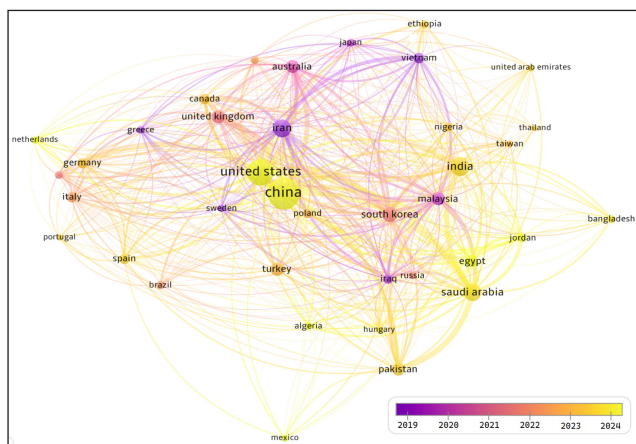 ethiopia
japan
vietnam
australia
united arab emirates
canada
united kingdom
iran
nigeria
thailand
greece
netherlands
taiwan
germany
india
united states
italy
china
malaysia
sweden
poland
south korea
bangladesh
portugal
jordan
spain
egypt
turkey
iraq
russia
brazil
saudi arabia
algeria
hungary
pakistan
mexico
2019 2020 2021 2022 2023 2024